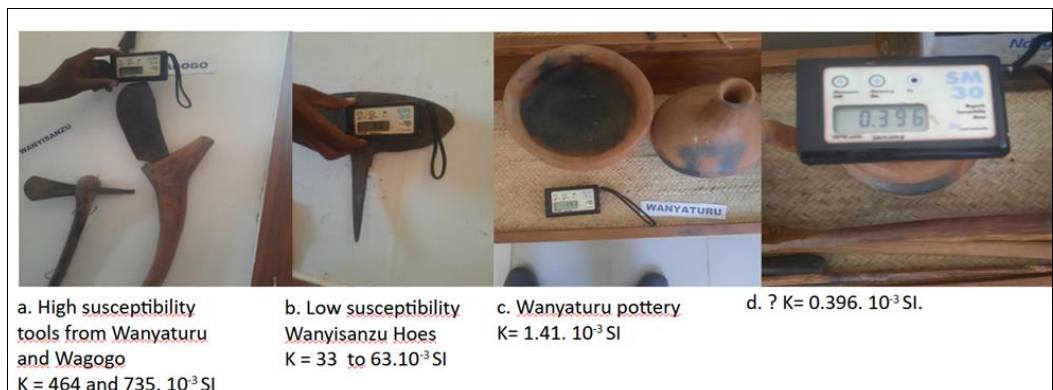 WAGOGO
WANYISANZU
WANYATURU
SM
30
0.396
a. High susceptibility
tools from Wanyaturu
and Wagogo
K = 464 and 735. 10-3 SI
b. Low susceptibility
Wanyisanzu Hoes
K = 33 to 63.10-3 SI
c. Wanyaturu pottery
K= 1.41. 10-3 SI
d. ? K= 0.396. 10-3 SI.